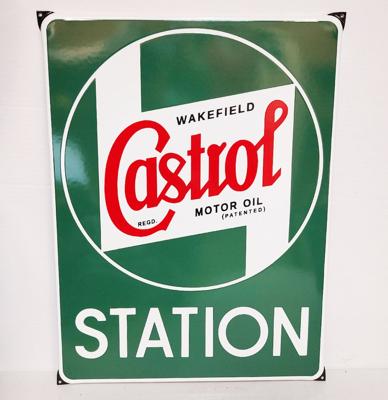 WAKEFIELD
Castrol
REGD.
MOTOR OIL
(PATENTED)
STATION